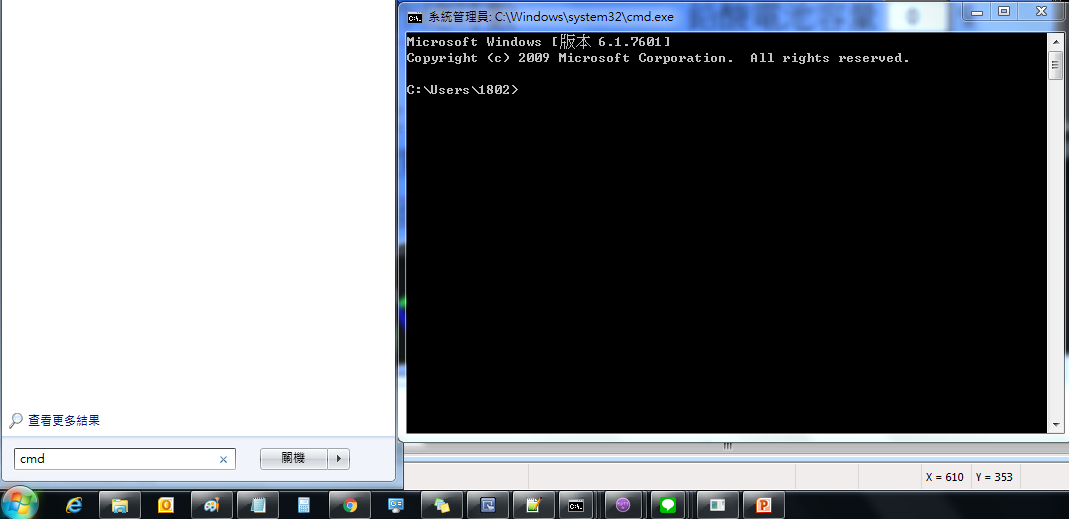 系統管理員: C:\Windows\system32\cmd.exe
Microsoft Windows [版本 6.1.7601]
Copyright (c) 2009 Microsoft Corporation.  All rights reserved.
C:\Users\1802>
查看更多結果
cmd
關機
X = 610 Y = 353